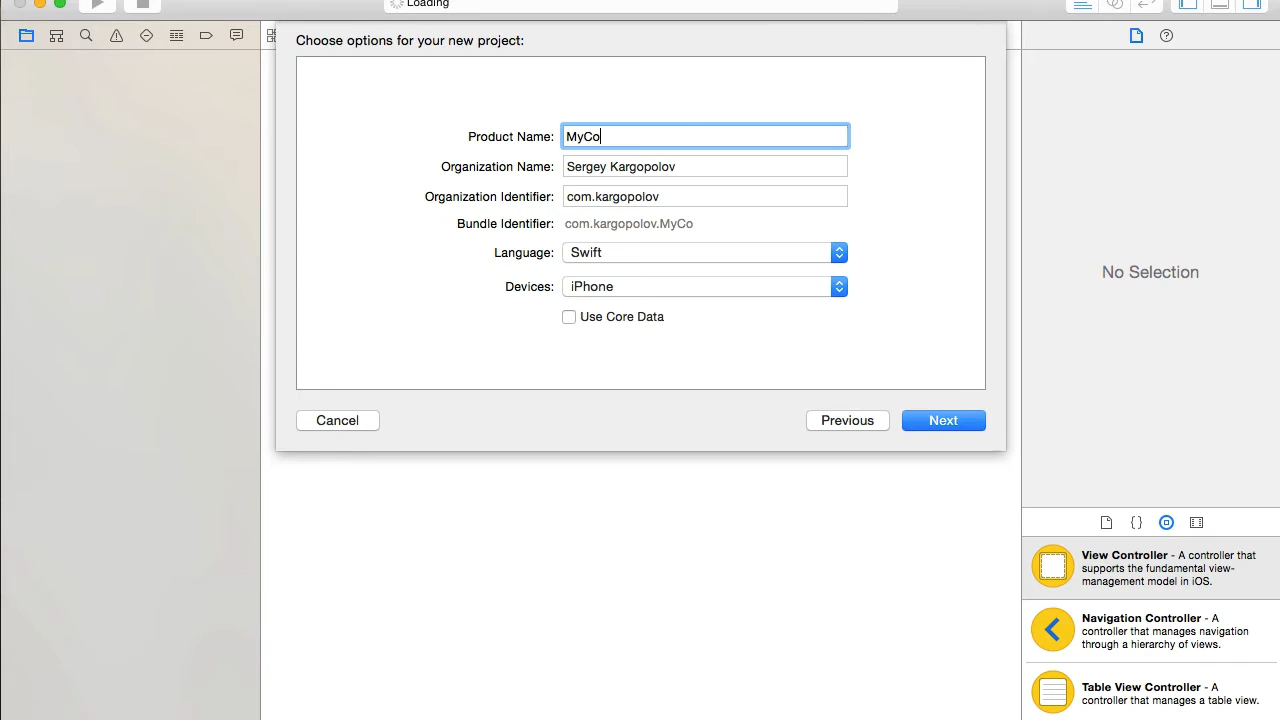 Loading
Choose options for your new project:
Product Name: MyCo
Organization Name: Sergey Kargopolov
Organization Identifier: com.kargopolov
Bundle Identifier: com.kargopolov.MyCo
Language: Swift
Devices: iPhone
Use Core Data
Cancel
Previous
Next
No Selection
View Controller - A controller that
supports the fundamental view-
management model in iOS.
Navigation Controller - A
controller that manages navigation
through a hierarchy of views.
Table View Controller - A
controller that manages a table view.